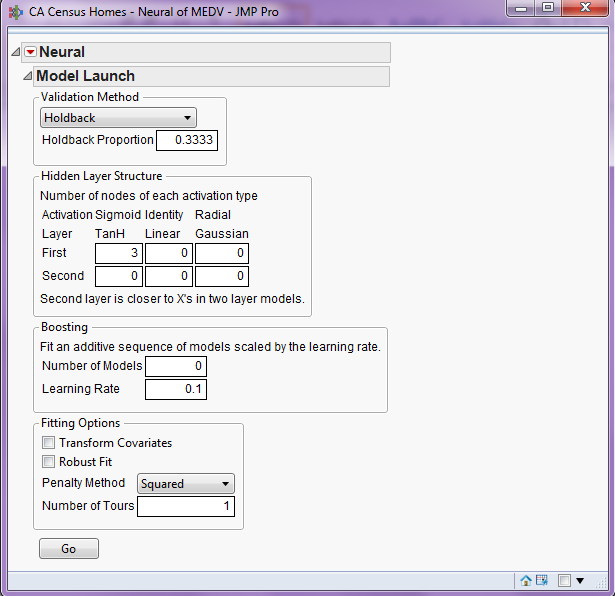 CA Census Homes - Neural of MEDV - JMP Pro
Neural
Model Launch
Validation Method
Holdback
Holdback Proportion 0.3333
Hidden Layer Structure
Number of nodes of each activation type
Activation Sigmoid Identity Radial
Layer TanH Linear Gaussian
First 3 0 0
Second 0 0 0
Second layer is closer to X's in two layer models.
Boosting
Fit an additive sequence of models scaled by the learning rate.
Number of Models 0
Learning Rate 0.1
Fitting Options
Transform Covariates
Robust Fit
Penalty Method Squared
Number of Tours 1
Go